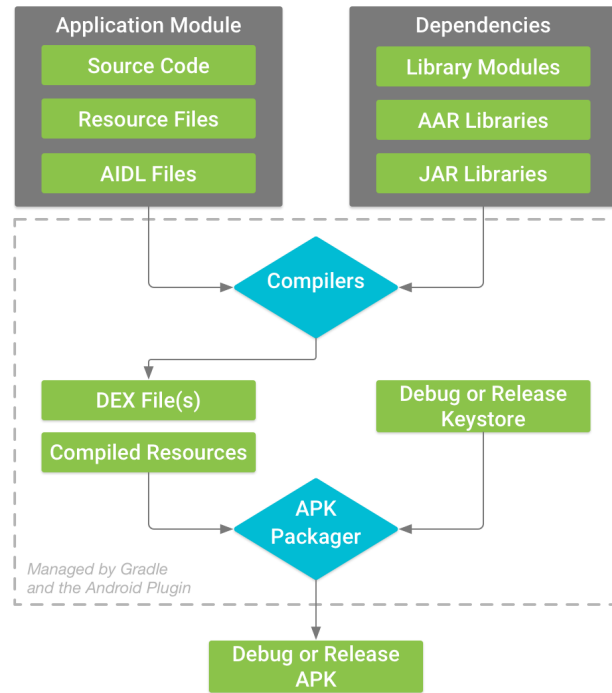 Application Module
Source Code
Resource Files
AIDL Files
Dependencies
Library Modules
AAR Libraries
JAR Libraries
Compilers
DEX File(s)
Compiled Resources
Debug or Release
Keystore
APK
Packager
Managed by Gradle
and the Android Plugin
Debug or Release
APK